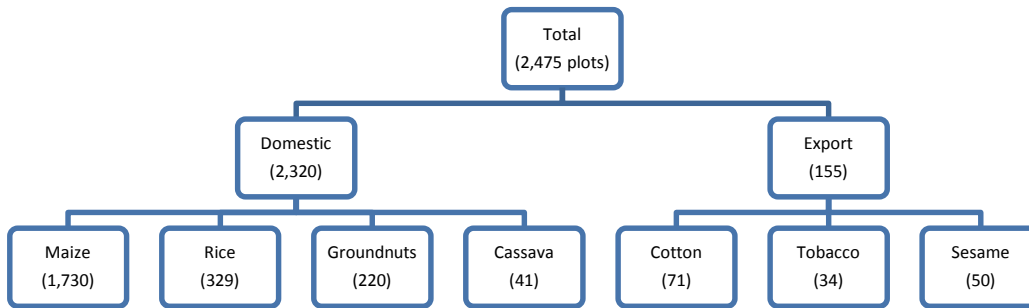 Total
(2,475 plots)
Domestic
(2,320)
Export
(155)
Maize
(1,730)
Rice
(329)
Groundnuts
(220)
Cassava
(41)
Cotton
(71)
Tobacco
(34)
Sesame
(50)